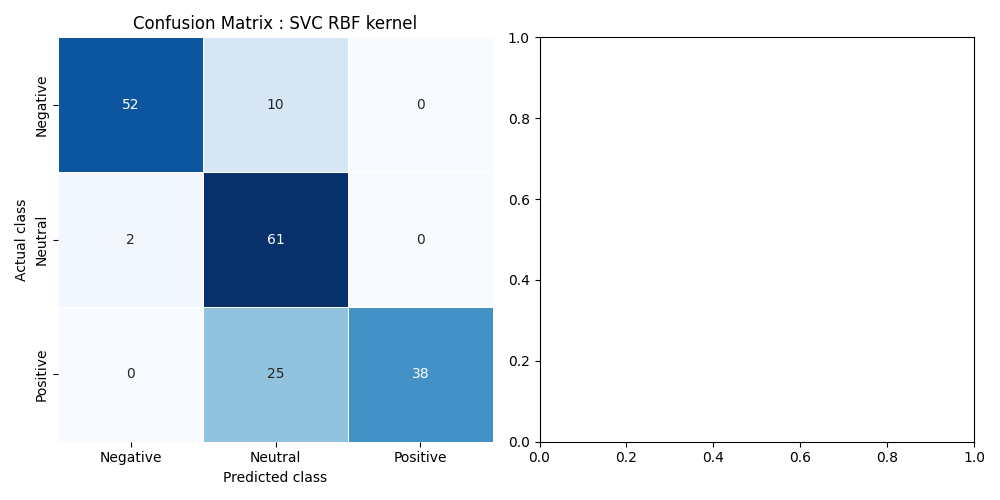 Confusion Matrix : SVC RBF kernel
Actual class
Negative
52 10 0
Neutral
2 61 0
Positive
0 25 38
Negative Neutral Positive
Predicted class
1.0
0.8
0.6
0.4
0.2
0.0
0.0 0.2 0.4 0.6 0.8 1.0